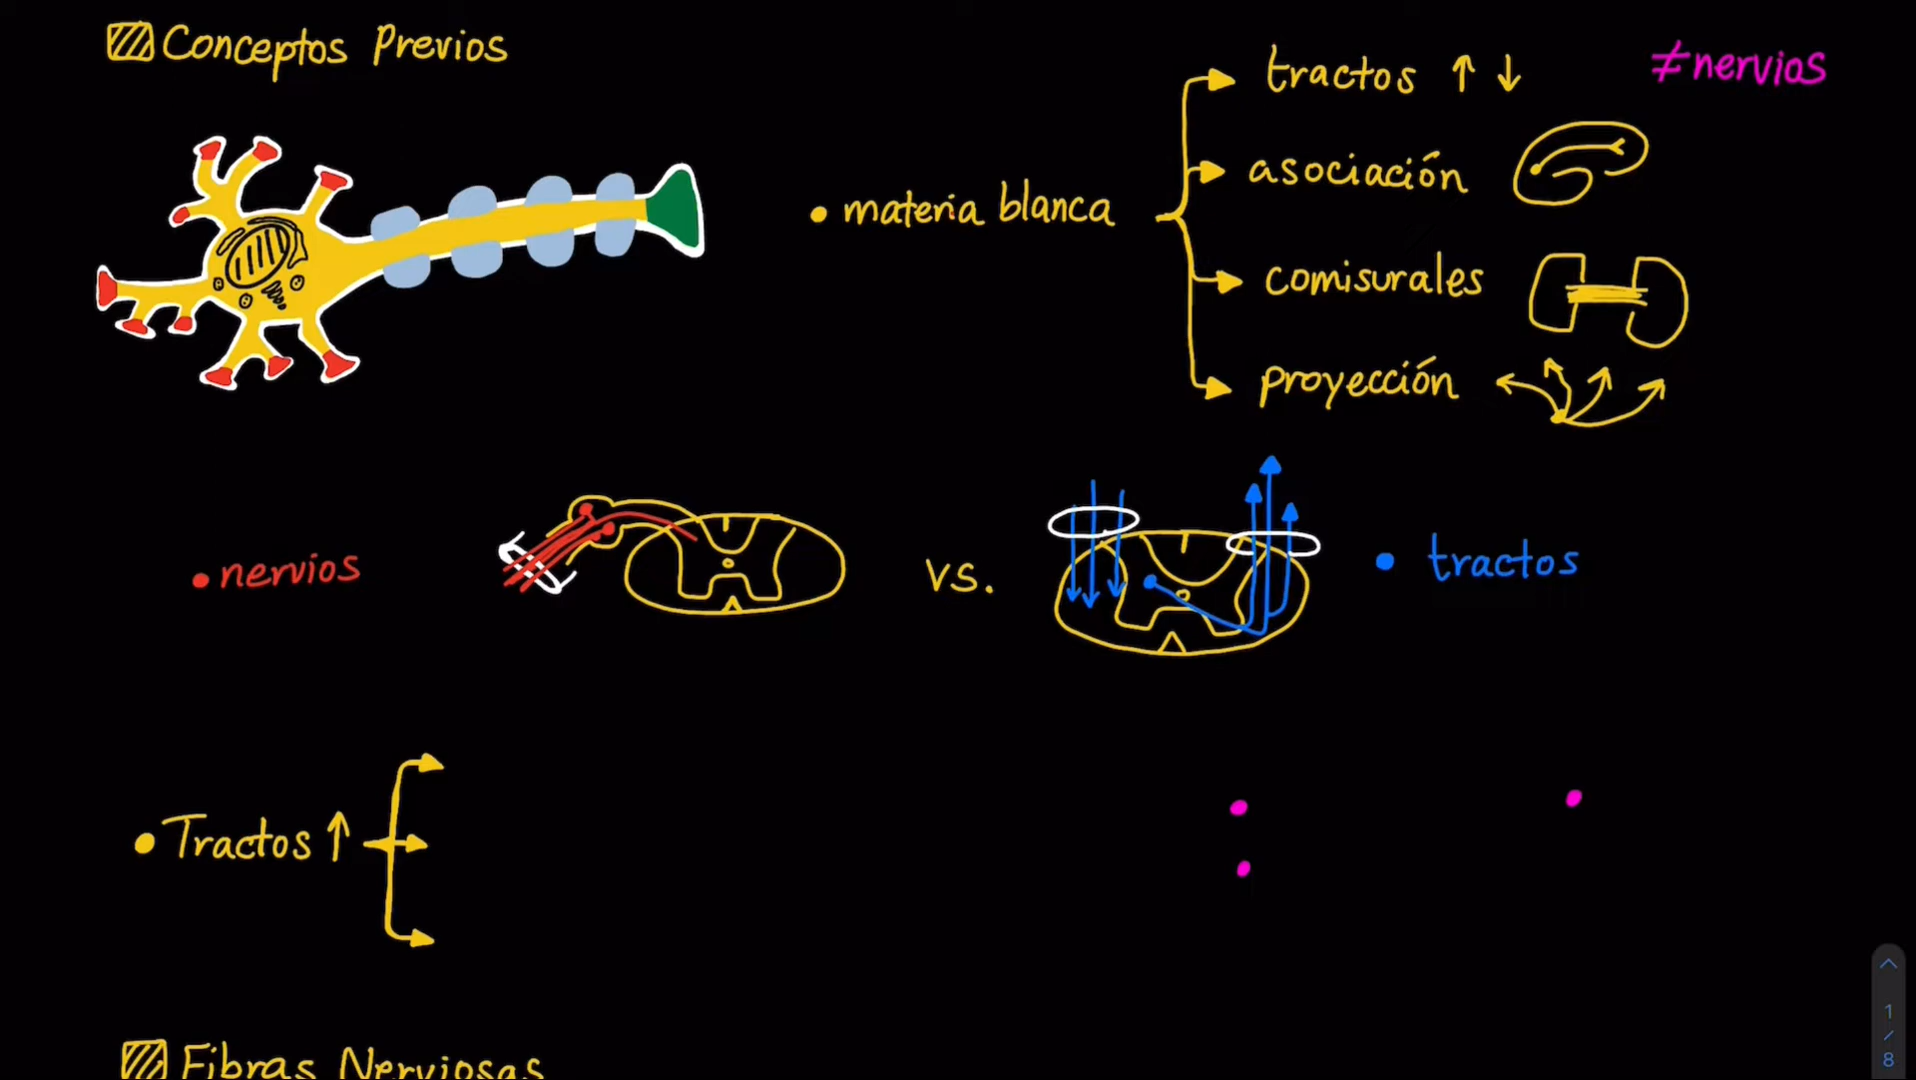 Conceptos Previos
≠nervios
tractos ↑ ↓
asociación
• materia blanca
comisurales
proyección
• nervios
vs.
• tractos
• Tractos ↑
Fibras Nerviosas
1
/
8